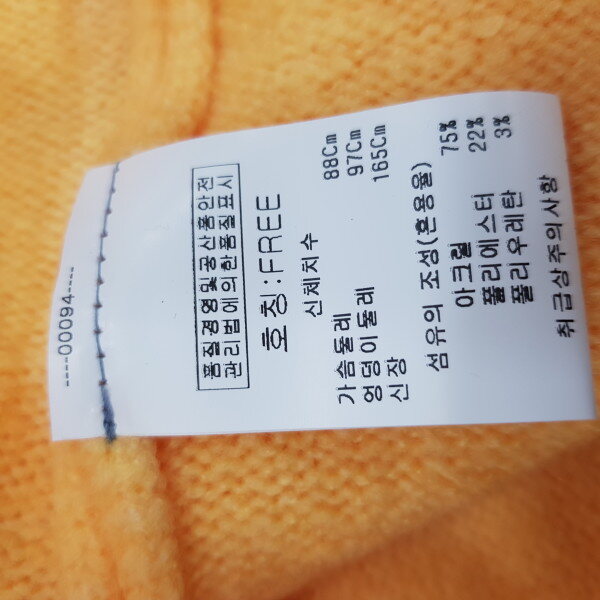 ----00094----
품질경영및공산품안전
관리법에의한품질표시
호칭:FREE
신체치수
가슴둘레 88Cm
엉덩이둘레 97Cm
신장 165Cm
섬유의 조성(혼용율)
아크릴 75%
폴리에스터 22%
폴리우레탄 3%
취급상주의사항